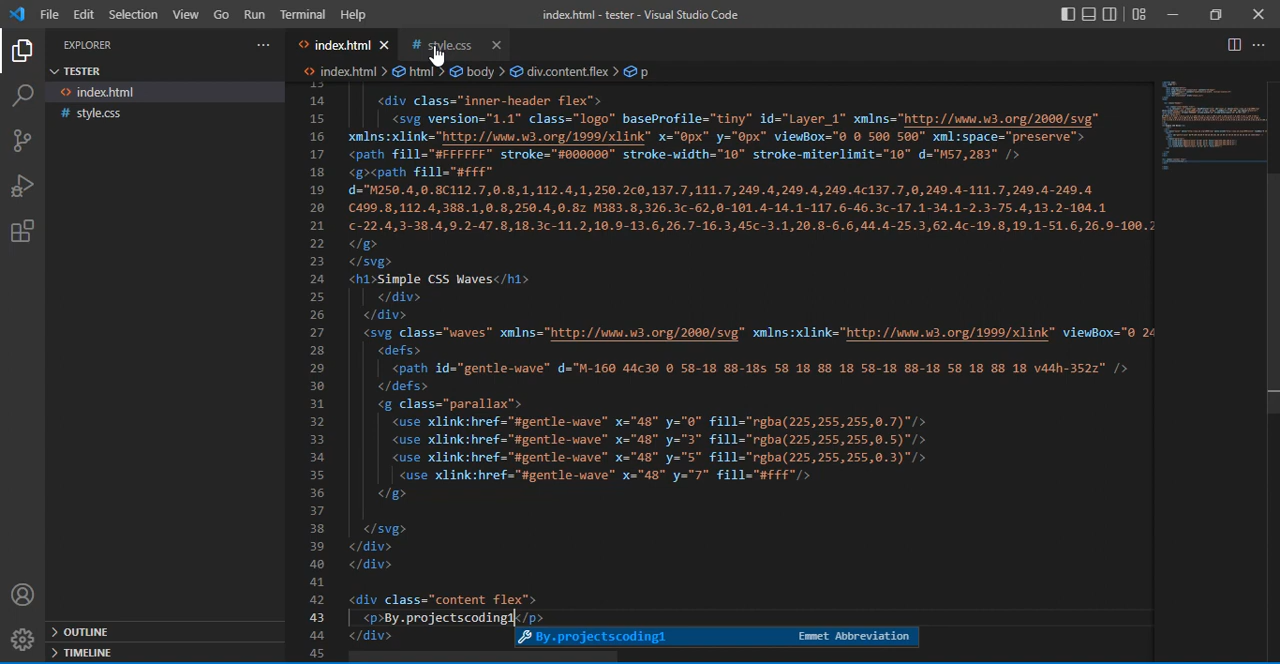 File Edit Selection View Go Run Terminal Help index.html - tester - Visual Studio Code
EXPLORER ... index.html style.css
TESTER index.html > html > body > div.content.flex > p
index.html
style.css
13
14 <div class="inner-header flex">
15 <svg version="1.1" class="logo" baseProfile="tiny" id="Layer_1" xmlns="http://www.w3.org/2000/svg"
16 xmlns:xlink="http://www.w3.org/1999/xlink" x="0px" y="0px" viewBox="0 0 500 500" xml:space="preserve">
17 <path fill="#FFFFFF" stroke="#000000" stroke-width="10" stroke-miterlimit="10" d="M57,283" />
18 <g><path fill="#fff"
19 d="M250.4,0.8C112.7,0.8,1,112.4,1,250.2c0,137.7,111.7,249.4,249.4,249.4c137.7,0,249.4-111.7,249.4-249.4
20 C499.8,112.4,388.1,0.8,250.4,0.8z M383.8,326.3c-62,0-101.4-14.1-117.6-46.3c-17.1-34.1-2.3-75.4,13.2-104.1
21 c-22.4,3-38.4,9.2-47.8,18.3c-11.2,10.9-13.6,26.7-16.3,45c-3.1,20.8-6.6,44.4-25.3,62.4c-19.8,19.1-51.6,26.9-100.2
22 </g>
23 </svg>
24 <h1>Simple CSS Waves</h1>
25 </div>
26 </div>
27 <svg class="waves" xmlns="http://www.w3.org/2000/svg" xmlns:xlink="http://www.w3.org/1999/xlink" viewBox="0 24
28 <defs>
29 <path id="gentle-wave" d="M-160 44c30 0 58-18 88-18s 58 18 88 18 58-18 88-18 58 18 88 18 v44h-352z" />
30 </defs>
31 <g class="parallax">
32 <use xlink:href="#gentle-wave" x="48" y="0" fill="rgba(225,255,255,0.7)"/>
33 <use xlink:href="#gentle-wave" x="48" y="3" fill="rgba(225,255,255,0.5)"/>
34 <use xlink:href="#gentle-wave" x="48" y="5" fill="rgba(225,255,255,0.3)"/>
35 <use xlink:href="#gentle-wave" x="48" y="7" fill="#fff"/>
36 </g>
37
38 </svg>
39 </div>
40 </div>
41
42 <div class="content flex">
43 <p>By.projectscoding1</p>
44 </div>
By.projectscoding1 Emmet Abbreviation
45
OUTLINE
TIMELINE